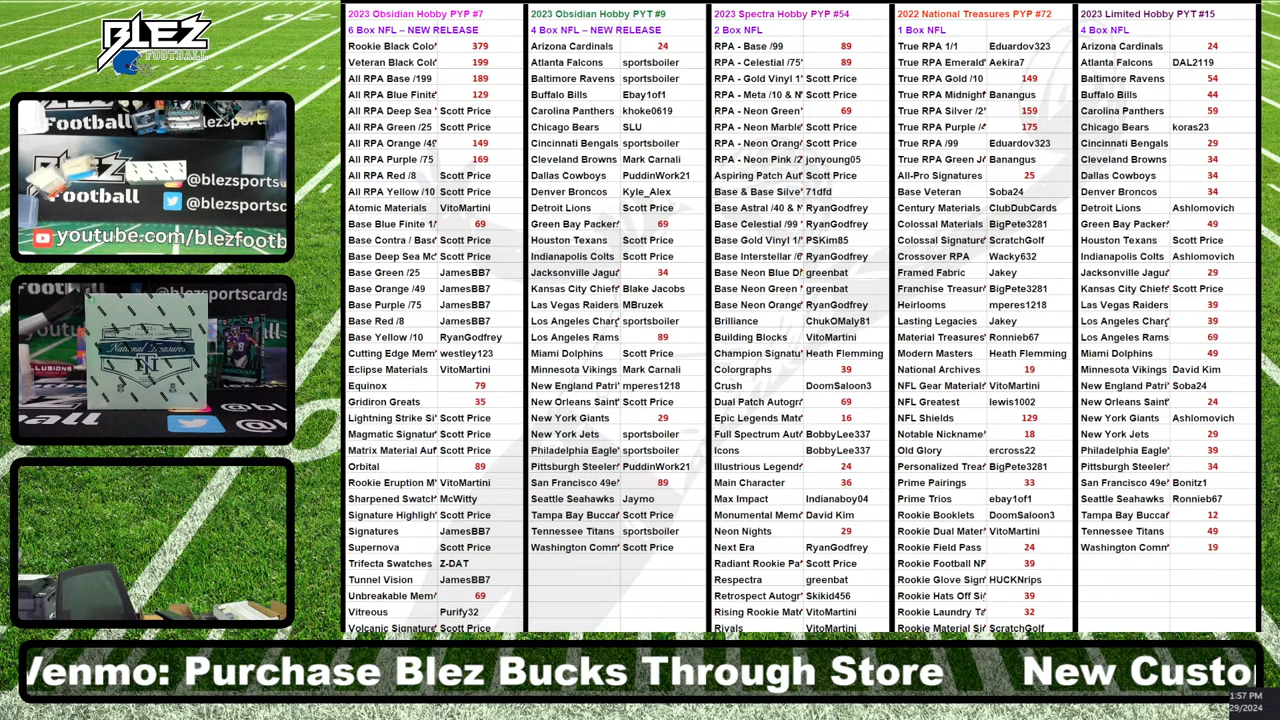 BLEZ
FOOTBALL
Football
BLEZ
Football
@blezsports
@blezsports
youtube.com/blezfootb
blezsportscards
National Treasures
NT
ILLUSIONS
OBSIDIAN
2023 Obsidian Hobby PYP #7
6 Box NFL – NEW RELEASE
Rookie Black Colo 379
Veteran Black Col 199
All RPA Base /199 189
All RPA Blue Finite 129
All RPA Deep Sea Scott Price
All RPA Green /25 Scott Price
All RPA Orange /49 149
All RPA Purple /75 169
All RPA Red /8 Scott Price
All RPA Yellow /10 Scott Price
Atomic Materials VitoMartini
Base Blue Finite 1/ 69
Base Contra / Base Scott Price
Base Deep Sea Mo Scott Price
Base Green /25 JamesBB7
Base Orange /49 JamesBB7
Base Purple /75 JamesBB7
Base Red /8 JamesBB7
Base Yellow /10 RyanGodfrey
Cutting Edge Mem westley123
Eclipse Materials VitoMartini
Equinox 79
Gridiron Greats 35
Lightning Strike Si Scott Price
Magmatic Signatur Scott Price
Matrix Material Aut Scott Price
Orbital 89
Rookie Eruption M VitoMartini
Sharpened Swatch McWitty
Signature Highligh Scott Price
Signatures JamesBB7
Supernova Scott Price
Trifecta Swatches Z-DAT
Tunnel Vision JamesBB7
Unbreakable Mem 69
Vitreous Purify32
Volcanic Signature Scott Price
2023 Obsidian Hobby PYT #9
4 Box NFL – NEW RELEASE
Arizona Cardinals 24
Atlanta Falcons sportsboiler
Baltimore Ravens sportsboiler
Buffalo Bills Ebay1of1
Carolina Panthers khoke0619
Chicago Bears SLU
Cincinnati Bengals sportsboiler
Cleveland Browns Mark Carnali
Dallas Cowboys PuddinWork21
Denver Broncos Kyle_Alex
Detroit Lions Scott Price
Green Bay Packer 69
Houston Texans Scott Price
Indianapolis Colts Scott Price
Jacksonville Jagu 34
Kansas City Chief Blake Jacobs
Las Vegas Raiders MBruzek
Los Angeles Charg sportsboiler
Los Angeles Rams 89
Miami Dolphins Scott Price
Minnesota Vikings Mark Carnali
New England Patri mperes1218
New Orleans Saint Scott Price
New York Giants 29
New York Jets sportsboiler
Philadelphia Eagle sportsboiler
Pittsburgh Steeler PuddinWork21
San Francisco 49e 89
Seattle Seahawks Jaymo
Tampa Bay Buccal Scott Price
Tennessee Titans sportsboiler
Washington Comm Scott Price
2023 Spectra Hobby PYP #54
2 Box NFL
RPA - Base /99 89
RPA - Celestial /75 89
RPA - Gold Vinyl 1 Scott Price
RPA - Meta /10 & N Scott Price
RPA - Neon Green 69
RPA - Neon Marble Scott Price
RPA - Neon Orang Scott Price
RPA - Neon Pink /2 jonyoung05
Aspiring Patch Aut Scott Price
Base & Base Silve 71dfd
Base Astral /40 & N RyanGodfrey
Base Celestial /99 RyanGodfrey
Base Gold Vinyl 1/ PSKim85
Base Interstellar /6 RyanGodfrey
Base Neon Blue D greenbat
Base Neon Green greenbat
Base Neon Orange RyanGodfrey
Brilliance ChukOMaly81
Building Blocks VitoMartini
Champion Signatu Heath Flemming
Colorgraphs 39
Crush DoomSaloon3
Dual Patch Autogr 69
Epic Legends Mate 16
Full Spectrum Aut BobbyLee337
Icons BobbyLee337
Illustrious Legend 24
Main Character 36
Max Impact Indianaboy04
Monumental Memo David Kim
Neon Nights 29
Next Era RyanGodfrey
Radiant Rookie Pa Scott Price
Respectra greenbat
Retrospect Autogr Skikid456
Rising Rookie Mat VitoMartini
Rivals VitoMartini
2022 National Treasures PYP #72
1 Box NFL
True RPA 1/1 Eduardov323
True RPA Emerald Aekira7
True RPA Gold /10 149
True RPA Midnight Banangus
True RPA Silver /2 159
True RPA Purple / 175
True RPA /99 Eduardov323
True RPA Green J Banangus
All-Pro Signatures 25
Base Veteran Soba24
Century Materials ClubDubCards
Colossal Materials BigPete3281
Colossal Signature ScratchGolf
Crossover RPA Wacky632
Framed Fabric Jakey
Franchise Treasur BigPete3281
Heirlooms mperes1218
Lasting Legacies Jakey
Material Treasures Ronnieb67
Modern Masters Heath Flemming
National Archives 19
NFL Gear Material VitoMartini
NFL Greatest lewis1002
NFL Shields 129
Notable Nickname 18
Old Glory ercross22
Personalized Trea BigPete3281
Prime Pairings 33
Prime Trios ebay1of1
Rookie Booklets DoomSaloon3
Rookie Dual Mater VitoMartini
Rookie Field Pass 24
Rookie Football NF 39
Rookie Glove Sign HUCKNrips
Rookie Hats Off Si 39
Rookie Laundry T 32
Rookie Material Si ScratchGolf
2023 Limited Hobby PYT #15
4 Box NFL
Arizona Cardinals 24
Atlanta Falcons DAL2119
Baltimore Ravens 54
Buffalo Bills 44
Carolina Panthers 59
Chicago Bears koras23
Cincinnati Bengals 29
Cleveland Browns 34
Dallas Cowboys 34
Denver Broncos 34
Detroit Lions Ashlomovich
Green Bay Packer 49
Houston Texans Scott Price
Indianapolis Colts Scott Price
Jacksonville Jagu 29
Kansas City Chief Scott Price
Las Vegas Raiders 39
Los Angeles Charg 39
Los Angeles Rams 69
Miami Dolphins 49
Minnesota Vikings David Kim
New England Patri Soba24
New Orleans Saint 24
New York Giants Ashlomovich
New York Jets 29
Philadelphia Eagle 39
Pittsburgh Steeler 34
San Francisco 49e Bonitz1
Seattle Seahawks Ronnieb67
Tampa Bay Buccal 12
Tennessee Titans 49
Washington Comm 19
Venmo: Purchase Blez Bucks Through Store New Custo
1:57 PM
29/2024